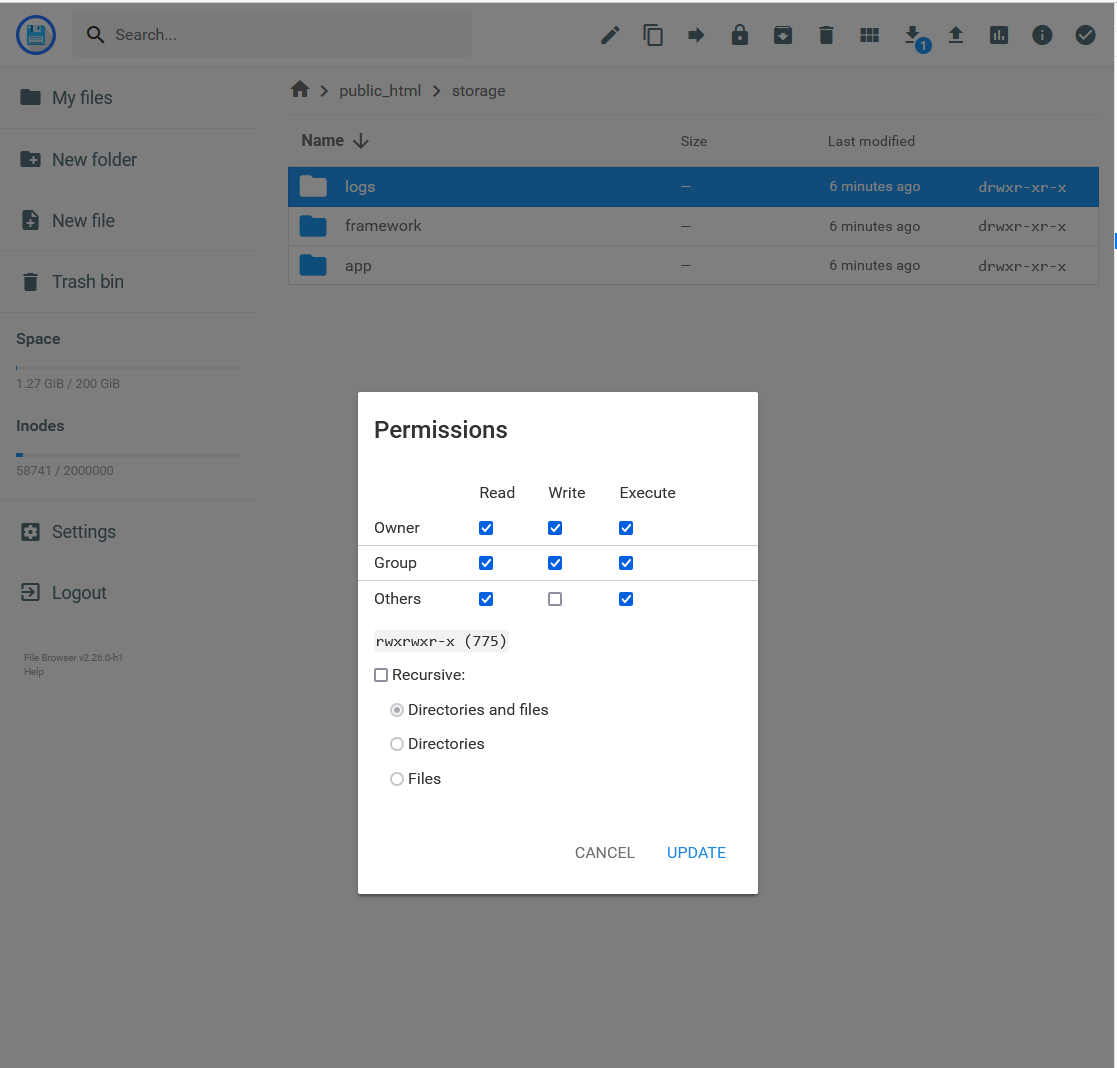 Search...
1
My files
public_html
storage
Name
Size
Last modified
logs
—
6 minutes ago
drwxr-xr-x
framework
—
6 minutes ago
drwxr-xr-x
app
—
6 minutes ago
drwxr-xr-x
New folder
New file
Trash bin
Space
1.27 GiB / 200 GiB
Inodes
58741 / 2000000
Settings
Logout
File Browser v2.26.0-h1
Help
Permissions
Read Write Execute
Owner
Group
Others
rwxrwxr-x (775)
Recursive:
Directories and files
Directories
Files
CANCEL UPDATE